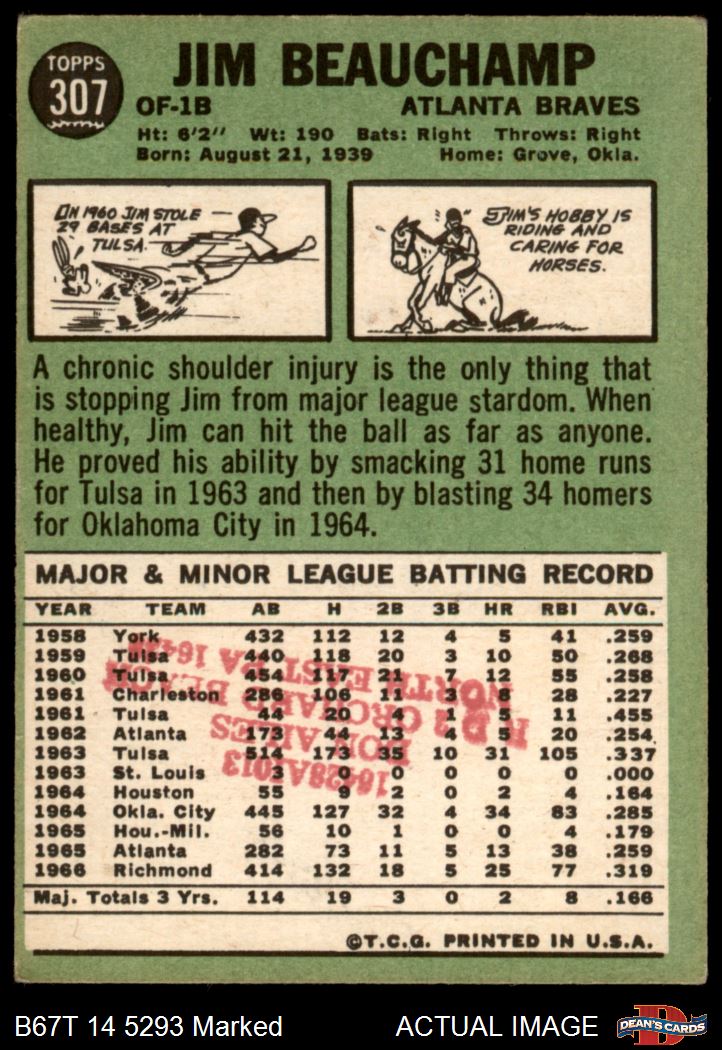 TOPPS
307
JIM BEAUCHAMP
OF-1B ATLANTA BRAVES
Ht: 6'2" Wt: 190 Bats: Right Throws: Right
Born: August 21, 1939 Home: Grove, Okla.
IN 1960 JIM STOLE
29 BASES AT
TULSA.
JIM'S HOBBY IS
RIDING AND
CARING FOR
HORSES.
A chronic shoulder injury is the only thing that
is stopping Jim from major league stardom. When
healthy, Jim can hit the ball as far as anyone.
He proved his ability by smacking 31 home runs
for Tulsa in 1963 and then by blasting 34 homers
for Oklahoma City in 1964.
MAJOR & MINOR LEAGUE BATTING RECORD
YEAR TEAM AB H 2B 3B HR RBI AVG.
1958 York 432 112 12 4 5 41 .259
1959 Tulsa 440 118 20 3 10 50 .268
1960 Tulsa 454 117 21 7 12 55 .258
1961 Charleston 286 106 11 3 8 28 .227
1961 Tulsa 44 20 4 1 5 11 .455
1962 Atlanta 173 44 13 4 5 20 .254
1963 Tulsa 514 173 35 10 31 105 .337
1963 St. Louis 3 0 0 0 0 0 .000
1964 Houston 55 9 2 0 2 4 .164
1964 Okla. City 445 127 32 4 34 83 .285
1965 Hou.-Mil. 56 10 1 0 0 4 .179
1965 Atlanta 282 73 11 5 13 38 .259
1966 Richmond 414 132 18 5 25 77 .319
Maj. Totals 3 Yrs. 114 19 3 0 2 8 .166
©T.C.G. PRINTED IN U.S.A.
16428A5013
RON
R D 2 ORCHARD BEACH
NORTH EAST PA
B67T 14 5293 Marked ACTUAL IMAGE
DEAN'S CARDS